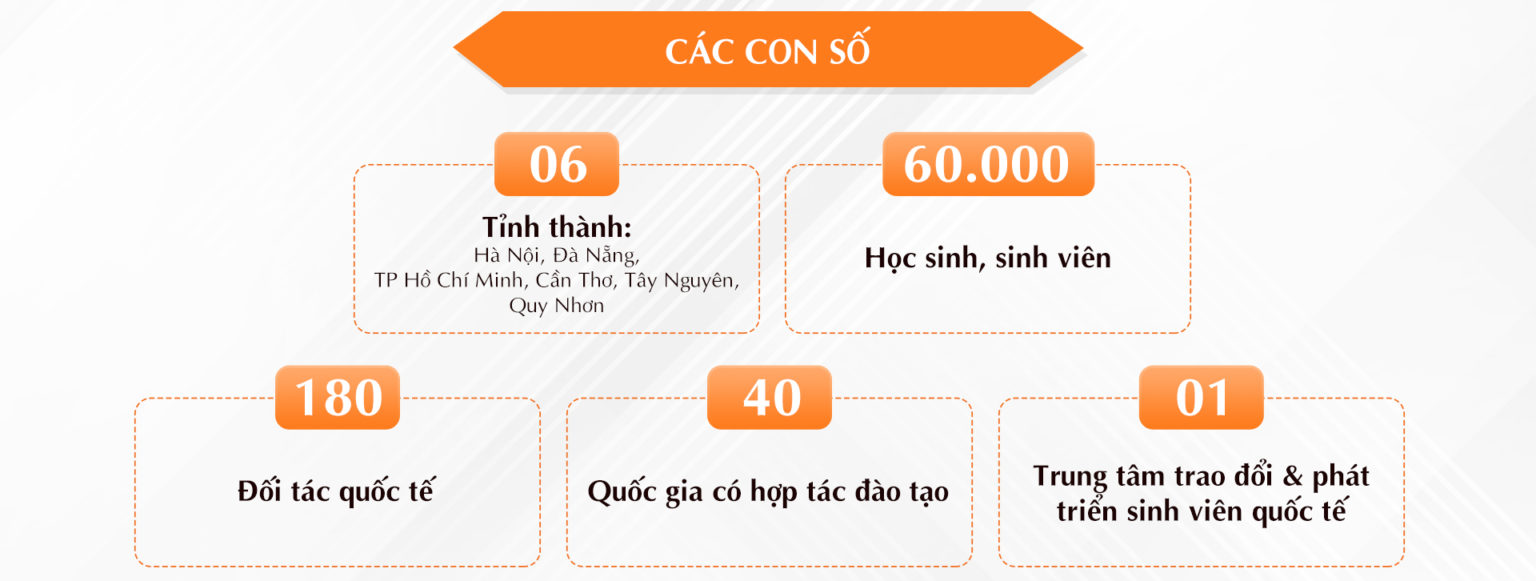 CÁC CON SỐ
06
Tỉnh thành:
Hà Nội, Đà Nẵng,
TP Hồ Chí Minh, Cần Thơ, Tây Nguyên,
Quy Nhơn
60.000
Học sinh, sinh viên
180
Đối tác quốc tế
40
Quốc gia có hợp tác đào tạo
01
Trung tâm trao đổi & phát
triển sinh viên quốc tế